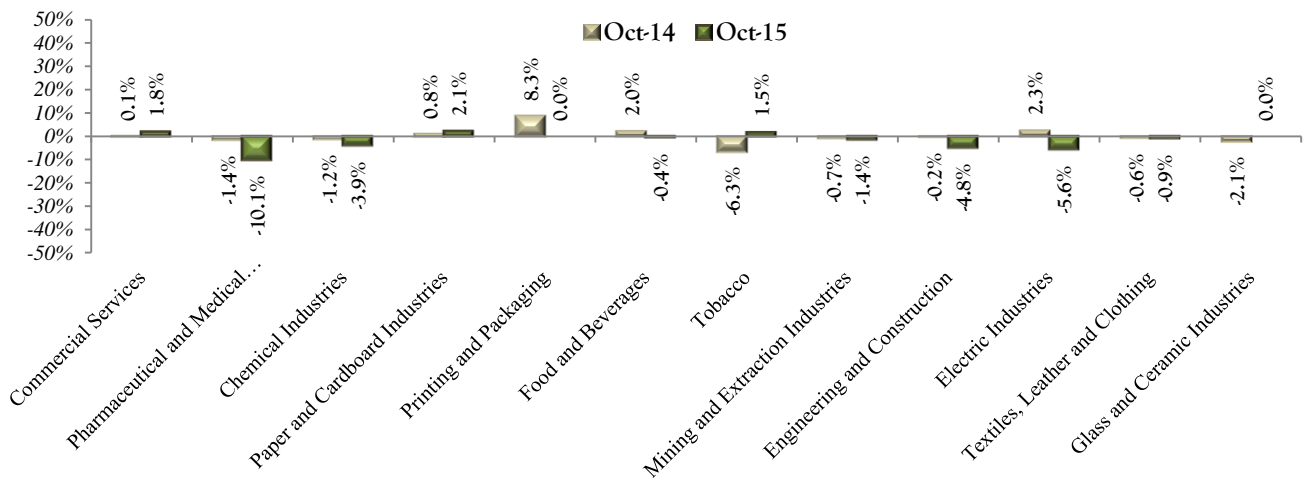 50%
40%
30%
20%
10%
0%
-10%
-20%
-30%
-40%
-50%
Oct-14 Oct-15
0.1% 1.8%
-1.4% -10.1%
-1.2% -3.9%
0.8% 2.1%
8.3% 0.0%
2.0% -0.4%
-6.3% 1.5%
-0.7% -1.4%
-0.2% -4.8%
2.3% -5.6%
-0.6% -0.9%
-2.1% 0.0%
Commercial Services
Pharmaceutical and Medical…
Chemical Industries
Paper and Cardboard Industries
Printing and Packaging
Food and Beverages
Tobacco
Mining and Extraction Industries
Engineering and Construction
Electric Industries
Textiles, Leather and Clothing
Glass and Ceramic Industries